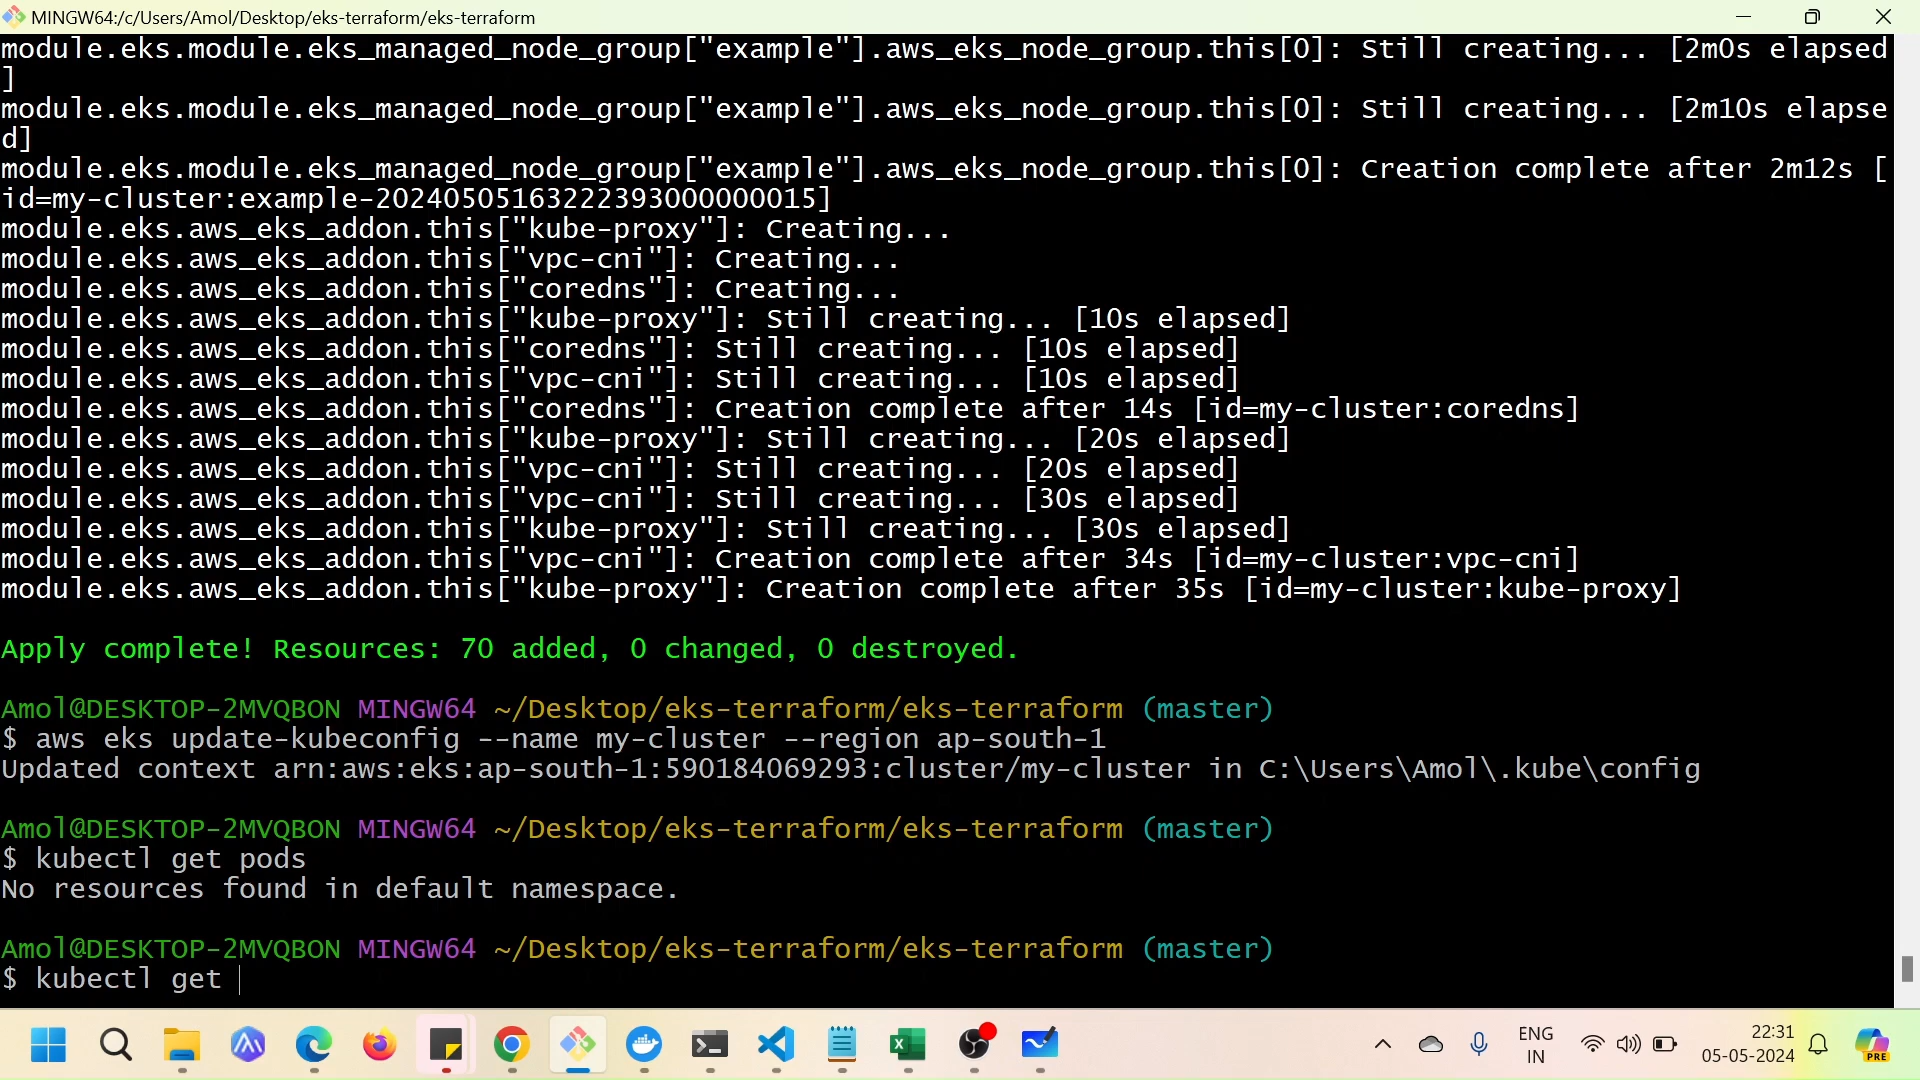 MINGW64:/c/Users/Amol/Desktop/eks-terraform/eks-terraform
module.eks.module.eks_managed_node_group["example"].aws_eks_node_group.this[0]: Still creating... [2m0s elapsed
]
module.eks.module.eks_managed_node_group["example"].aws_eks_node_group.this[0]: Still creating... [2m10s elapse
d]
module.eks.module.eks_managed_node_group["example"].aws_eks_node_group.this[0]: Creation complete after 2m12s [
id=my-cluster:example-20240505163222393000000015]
module.eks.aws_eks_addon.this["kube-proxy"]: Creating...
module.eks.aws_eks_addon.this["vpc-cni"]: Creating...
module.eks.aws_eks_addon.this["coredns"]: Creating...
module.eks.aws_eks_addon.this["kube-proxy"]: Still creating... [10s elapsed]
module.eks.aws_eks_addon.this["coredns"]: Still creating... [10s elapsed]
module.eks.aws_eks_addon.this["vpc-cni"]: Still creating... [10s elapsed]
module.eks.aws_eks_addon.this["coredns"]: Creation complete after 14s [id=my-cluster:coredns]
module.eks.aws_eks_addon.this["kube-proxy"]: Still creating... [20s elapsed]
module.eks.aws_eks_addon.this["vpc-cni"]: Still creating... [20s elapsed]
module.eks.aws_eks_addon.this["vpc-cni"]: Still creating... [30s elapsed]
module.eks.aws_eks_addon.this["kube-proxy"]: Still creating... [30s elapsed]
module.eks.aws_eks_addon.this["vpc-cni"]: Creation complete after 34s [id=my-cluster:vpc-cni]
module.eks.aws_eks_addon.this["kube-proxy"]: Creation complete after 35s [id=my-cluster:kube-proxy]
Apply complete! Resources: 70 added, 0 changed, 0 destroyed.
Amol@DESKTOP-2MVQBON MINGW64 ~/Desktop/eks-terraform/eks-terraform (master)
$ aws eks update-kubeconfig --name my-cluster --region ap-south-1
Updated context arn:aws:eks:ap-south-1:590184069293:cluster/my-cluster in C:\Users\Amol\.kube\config
Amol@DESKTOP-2MVQBON MINGW64 ~/Desktop/eks-terraform/eks-terraform (master)
$ kubectl get pods
No resources found in default namespace.
Amol@DESKTOP-2MVQBON MINGW64 ~/Desktop/eks-terraform/eks-terraform (master)
$ kubectl get
ENG
IN
22:31
05-05-2024
PRE